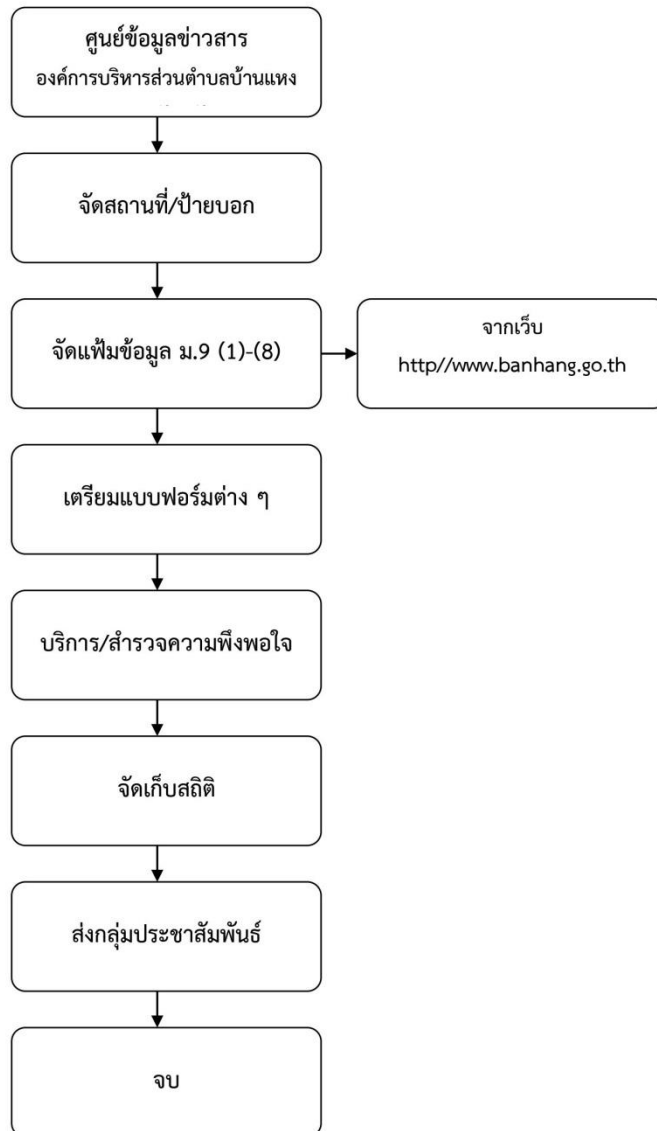 ศูนย์ข้อมูลข่าวสาร
องค์การบริหารส่วนตำบลบ้านแหง
จัดสถานที่/ป้ายบอก
จัดแฟ้มข้อมูล ม.9 (1)-(8)
จากเว็บ
http//www.banhang.go.th
เตรียมแบบฟอร์มต่าง ๆ
บริการ/สำรวจความพึงพอใจ
จัดเก็บสถิติ
ส่งกลุ่มประชาสัมพันธ์
จบ